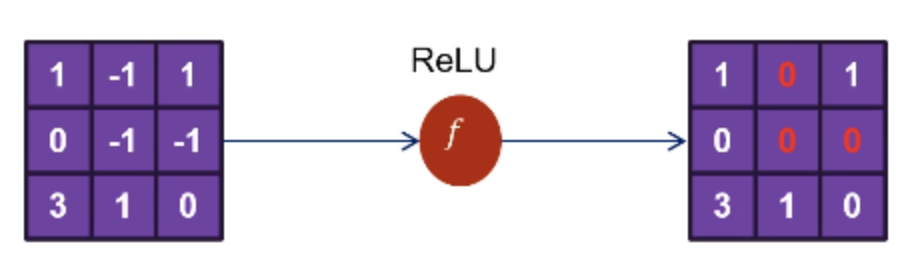 ReLU
1 -1 1
0 -1 -1
3 1 0
f
1 0 1
0 0 0
3 1 0